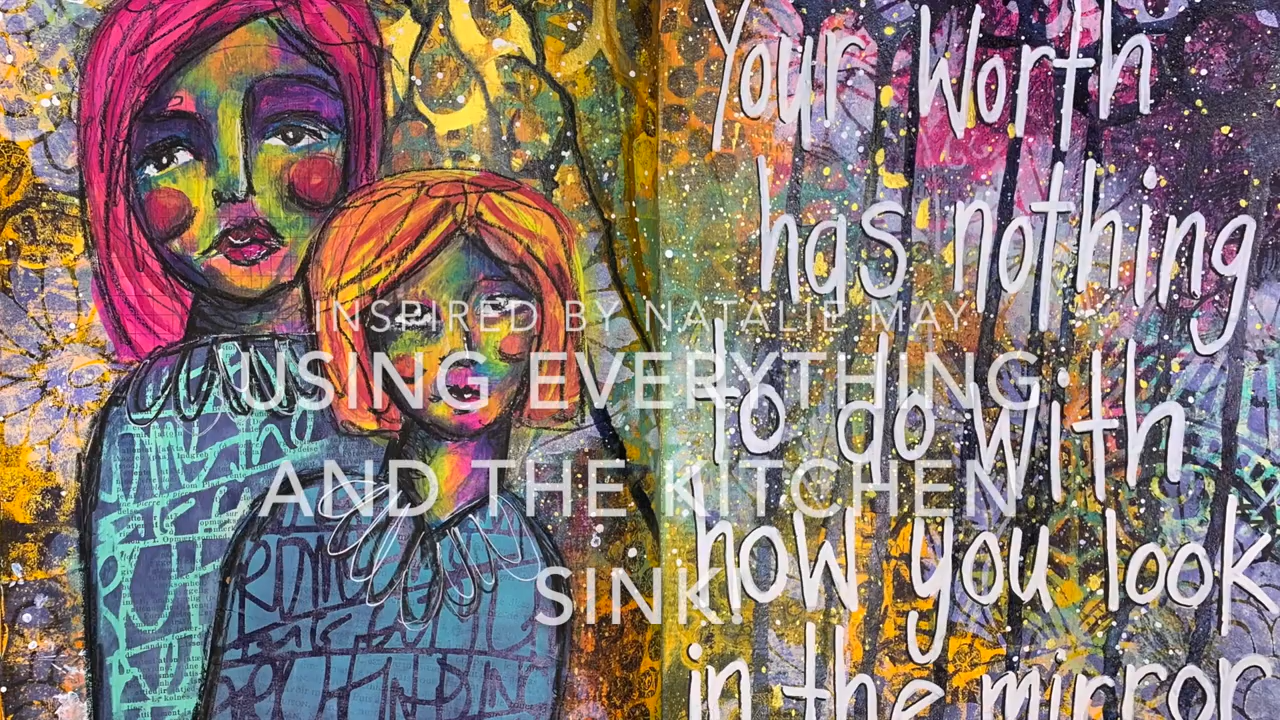 Your Worth
has nothing
to do with
how you look
in the mirror
INSPIRED BY NATALIE MAY
USING EVERYTHING
AND THE KITCHEN
SINK!